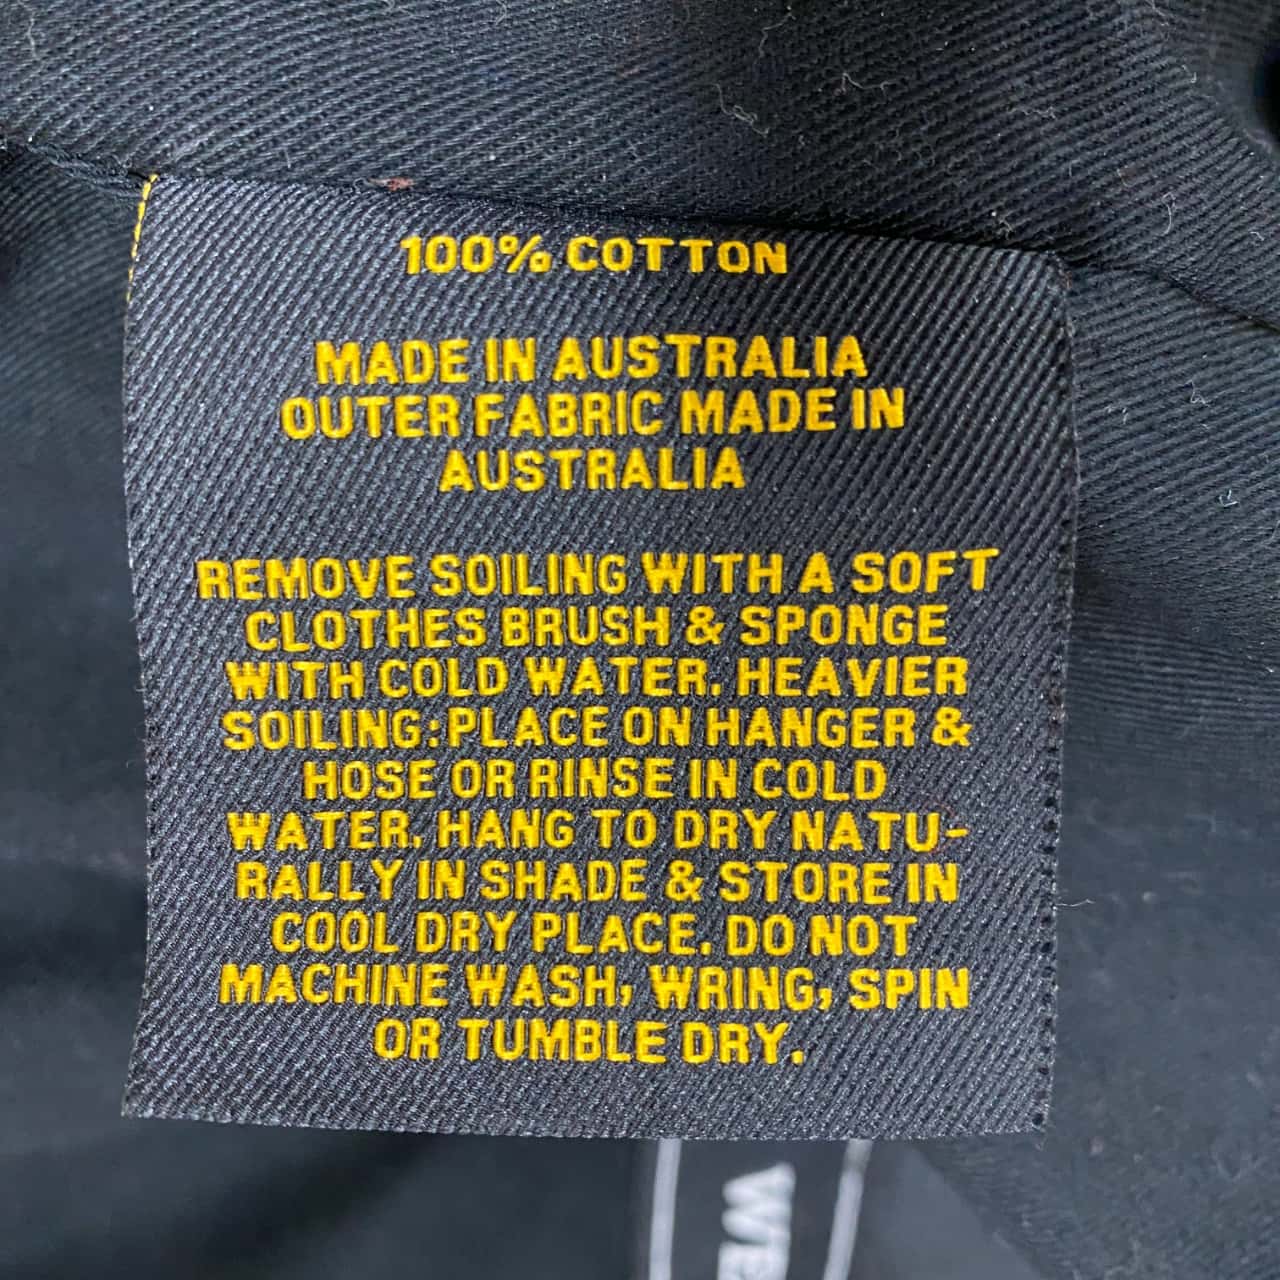 100% COTTON
MADE IN AUSTRALIA
OUTER FABRIC MADE IN
AUSTRALIA
REMOVE SOILING WITH A SOFT
CLOTHES BRUSH & SPONGE
WITH COLD WATER. HEAVIER
SOILING: PLACE ON HANGER &
HOSE OR RINSE IN COLD
WATER. HANG TO DRY NATU-
RALLY IN SHADE & STORE IN
COOL DRY PLACE. DO NOT
MACHINE WASH, WRING, SPIN
OR TUMBLE DRY.